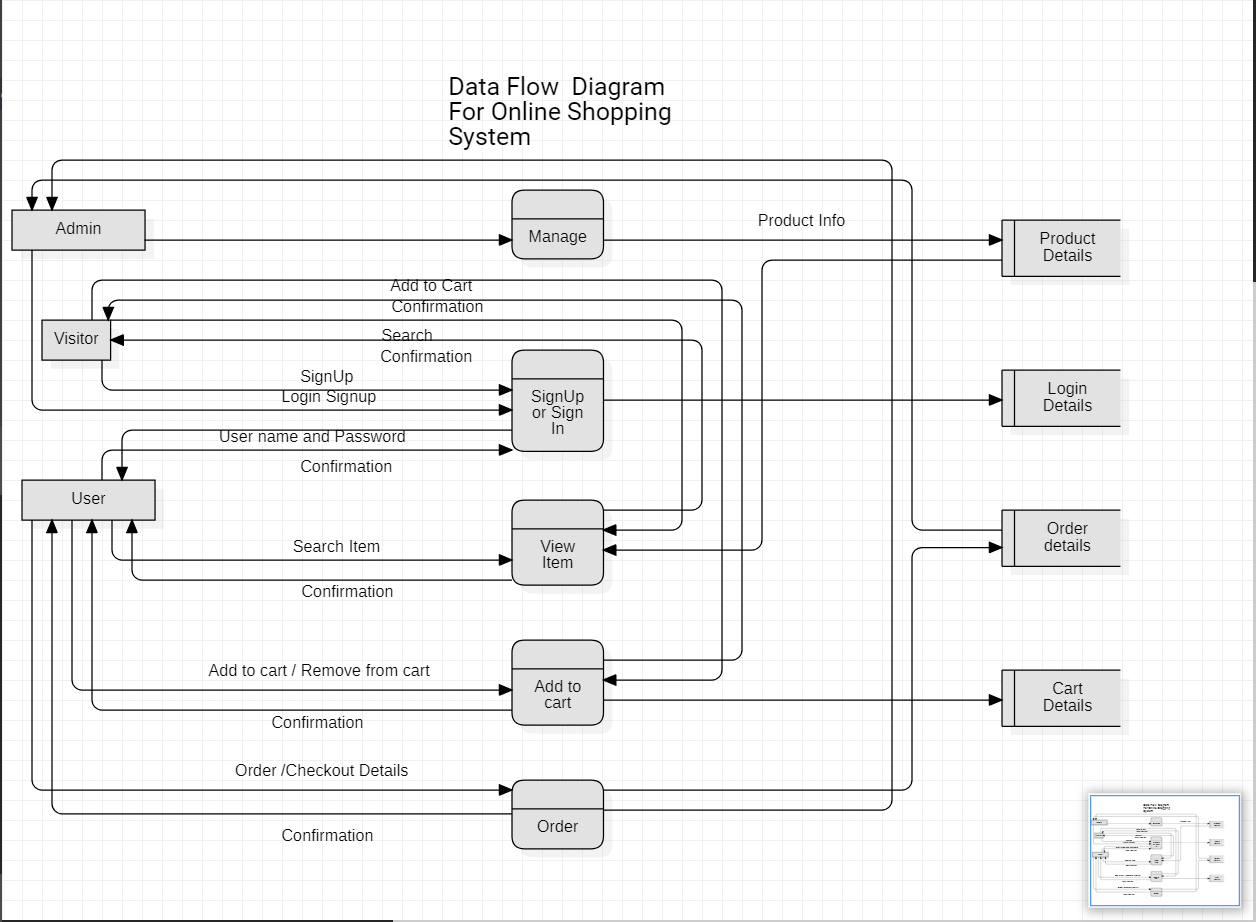 Data Flow  Diagram
For Online Shopping
System
Admin
Manage
Product Info
Product
Details
Add to Cart
Confirmation
Visitor
Search
Confirmation
SignUp
Login Signup
SignUp
or Sign
In
Login
Details
User name and Password
Confirmation
User
Search Item
View
Item
Confirmation
Order
details
Add to cart / Remove from cart
Add to
cart
Confirmation
Cart
Details
Order /Checkout Details
Order
Confirmation